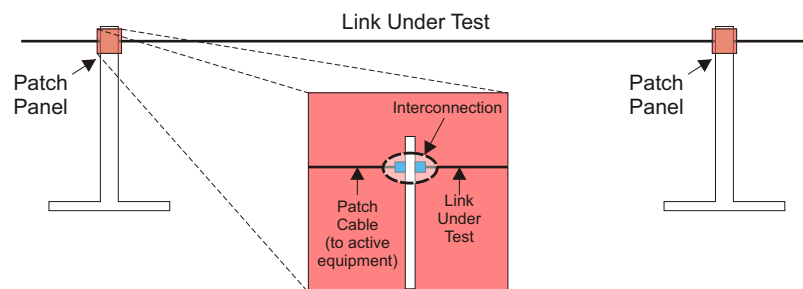 Link Under Test
Patch
Panel
Patch
Panel
Interconnection
Patch
Cable
(to active
equipment)
Link
Under
Test